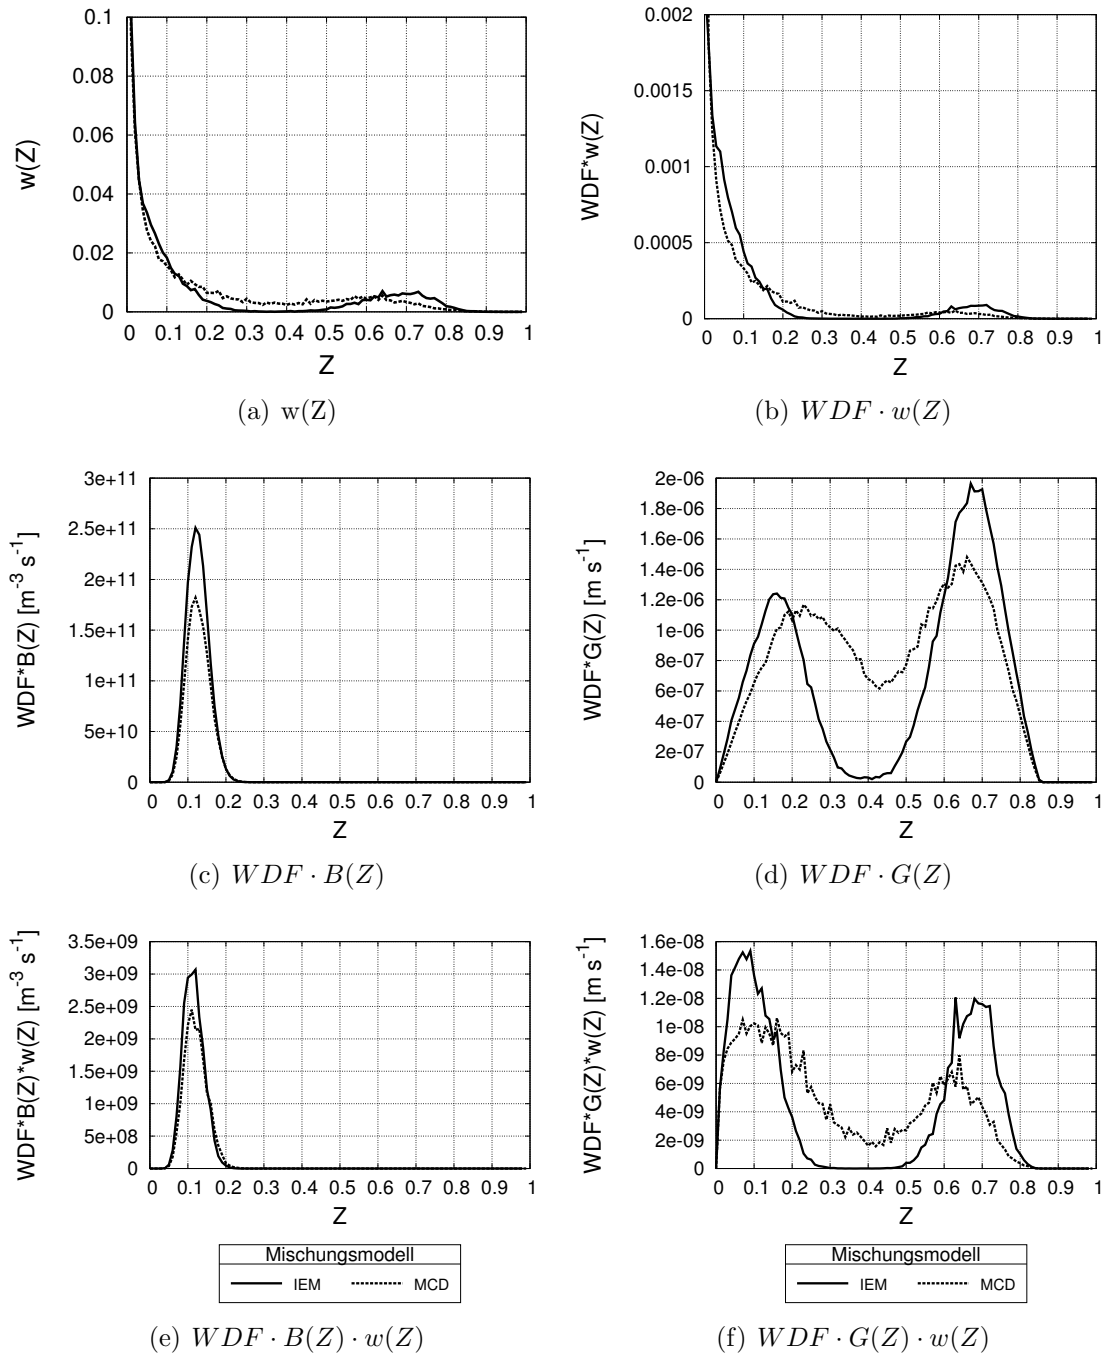 0.1
0.08
0.06
0.04
0.02
0
w(Z)
0 0.1 0.2 0.3 0.4 0.5 0.6 0.7 0.8 0.9 1
Z
(a) w(Z)
0.002
0.0015
0.001
0.0005
0
WDF*w(Z)
0 0.1 0.2 0.3 0.4 0.5 0.6 0.7 0.8 0.9 1
Z
(b) WDF · w(Z)
3e+11
2.5e+11
2e+11
1.5e+11
1e+11
5e+10
0
WDF*B(Z) [m⁻³ s⁻¹]
0 0.1 0.2 0.3 0.4 0.5 0.6 0.7 0.8 0.9 1
Z
(c) WDF · B(Z)
2e-06
1.8e-06
1.6e-06
1.4e-06
1.2e-06
1e-06
8e-07
6e-07
4e-07
2e-07
0
WDF*G(Z) [m s⁻¹]
0 0.1 0.2 0.3 0.4 0.5 0.6 0.7 0.8 0.9 1
Z
(d) WDF · G(Z)
3.5e+09
3e+09
2.5e+09
2e+09
1.5e+09
1e+09
5e+08
0
WDF*B(Z)*w(Z) [m⁻³ s⁻¹]
0 0.1 0.2 0.3 0.4 0.5 0.6 0.7 0.8 0.9 1
Z
Mischungsmodell
IEM MCD
(e) WDF · B(Z) · w(Z)
1.6e-08
1.4e-08
1.2e-08
1e-08
8e-09
6e-09
4e-09
2e-09
0
WDF*G(Z)*w(Z) [m s⁻¹]
0 0.1 0.2 0.3 0.4 0.5 0.6 0.7 0.8 0.9 1
Z
Mischungsmodell
IEM MCD
(f) WDF · G(Z) · w(Z)